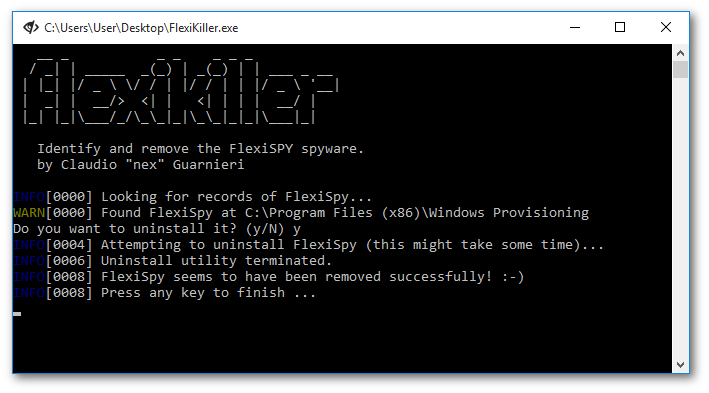 C:\Users\User\Desktop\FlexiKiller.exe
flexikiller
Identify and remove the FlexiSPY spyware.
by Claudio "nex" Guarnieri
INFO[0000] Looking for records of FlexiSpy...
WARN[0000] Found FlexiSpy at C:\Program Files (x86)\Windows Provisioning
Do you want to uninstall it? (y/N) y
INFO[0004] Attempting to uninstall FlexiSpy (this might take some time)...
INFO[0006] Uninstall utility terminated.
INFO[0008] FlexiSpy seems to have been removed successfully! :-)
INFO[0008] Press any key to finish ...